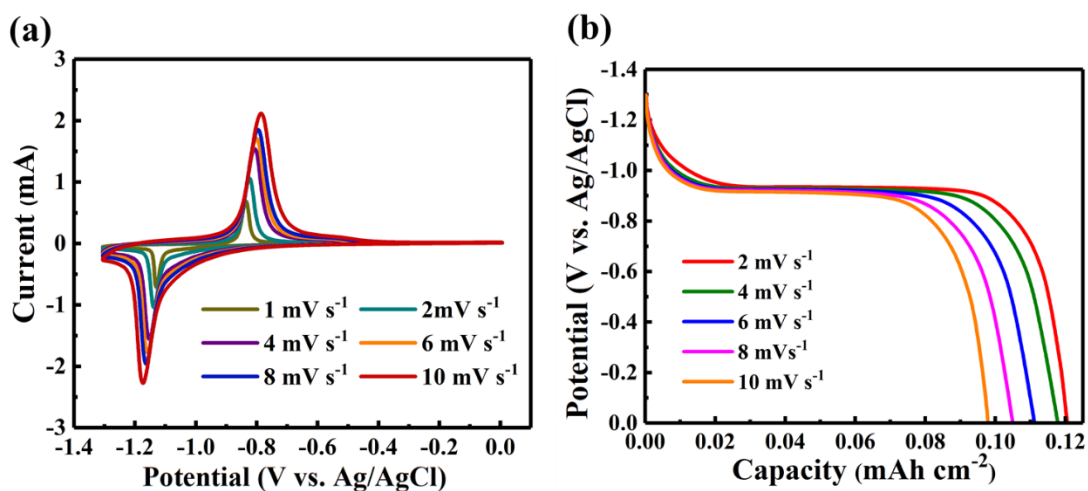 (a)
Current (mA)
3
2
1
0
-1
-2
-3
1 mV s⁻¹ 2mV s⁻¹
4 mV s⁻¹ 6 mV s⁻¹
8 mV s⁻¹ 10 mV s⁻¹
-1.4 -1.2 -1.0 -0.8 -0.6 -0.4 -0.2 0.0
Potential (V vs. Ag/AgCl)
(b)
Potential (V vs. Ag/AgCl)
-1.4
-1.2
-1.0
-0.8
-0.6
-0.4
-0.2
0.0
2 mV s⁻¹
4 mV s⁻¹
6 mV s⁻¹
8 mVs⁻¹
10 mV s⁻¹
0.00 0.02 0.04 0.06 0.08 0.10 0.12
Capacity (mAh cm⁻²)